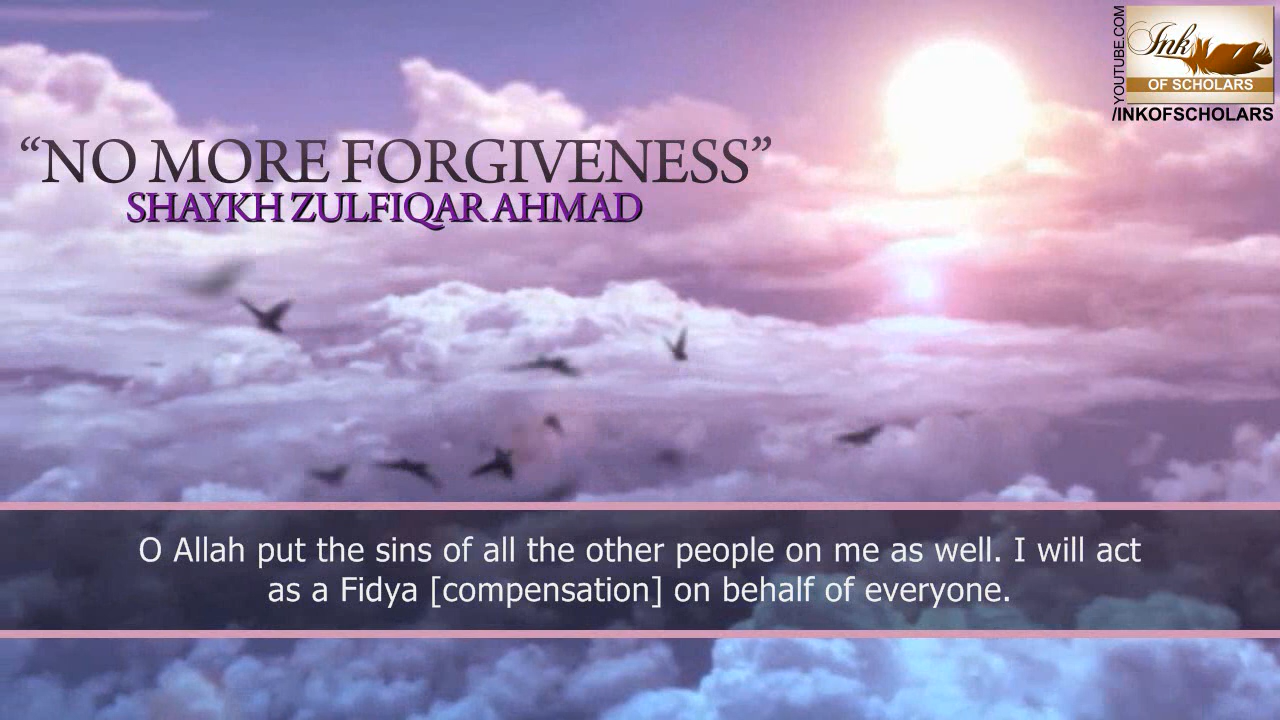 YOUTUBE.COM
Ink
OF SCHOLARS
/INKOFSCHOLARS
“NO MORE FORGIVENESS”
SHAYKH ZULFIQAR AHMAD
O Allah put the sins of all the other people on me as well. I will act
as a Fidya [compensation] on behalf of everyone.